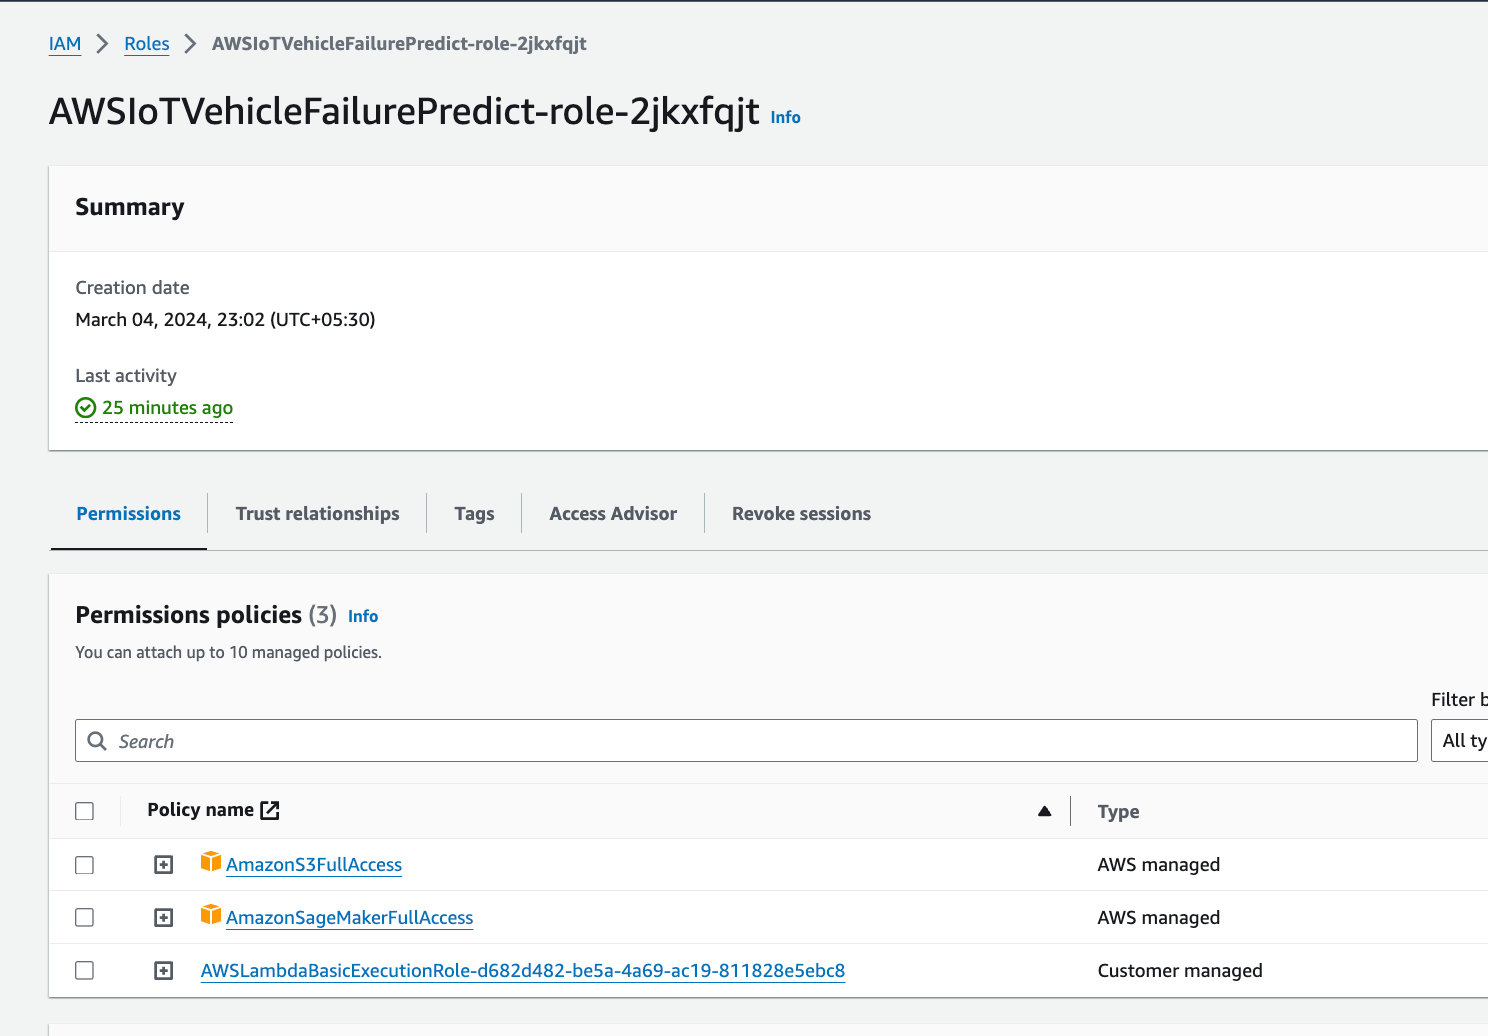 IAM > Roles > AWSIoTVehicleFailurePredict-role-2jkxfqjt
AWSIoTVehicleFailurePredict-role-2jkxfqjt Info
Summary
Creation date
March 04, 2024, 23:02 (UTC+05:30)
Last activity
25 minutes ago
Permissions Trust relationships Tags Access Advisor Revoke sessions
Permissions policies (3) Info
You can attach up to 10 managed policies.
Filter b
Search All ty
Policy name Type
AmazonS3FullAccess AWS managed
AmazonSageMakerFullAccess AWS managed
AWSLambdaBasicExecutionRole-d682d482-be5a-4a69-ac19-811828e5ebc8 Customer managed